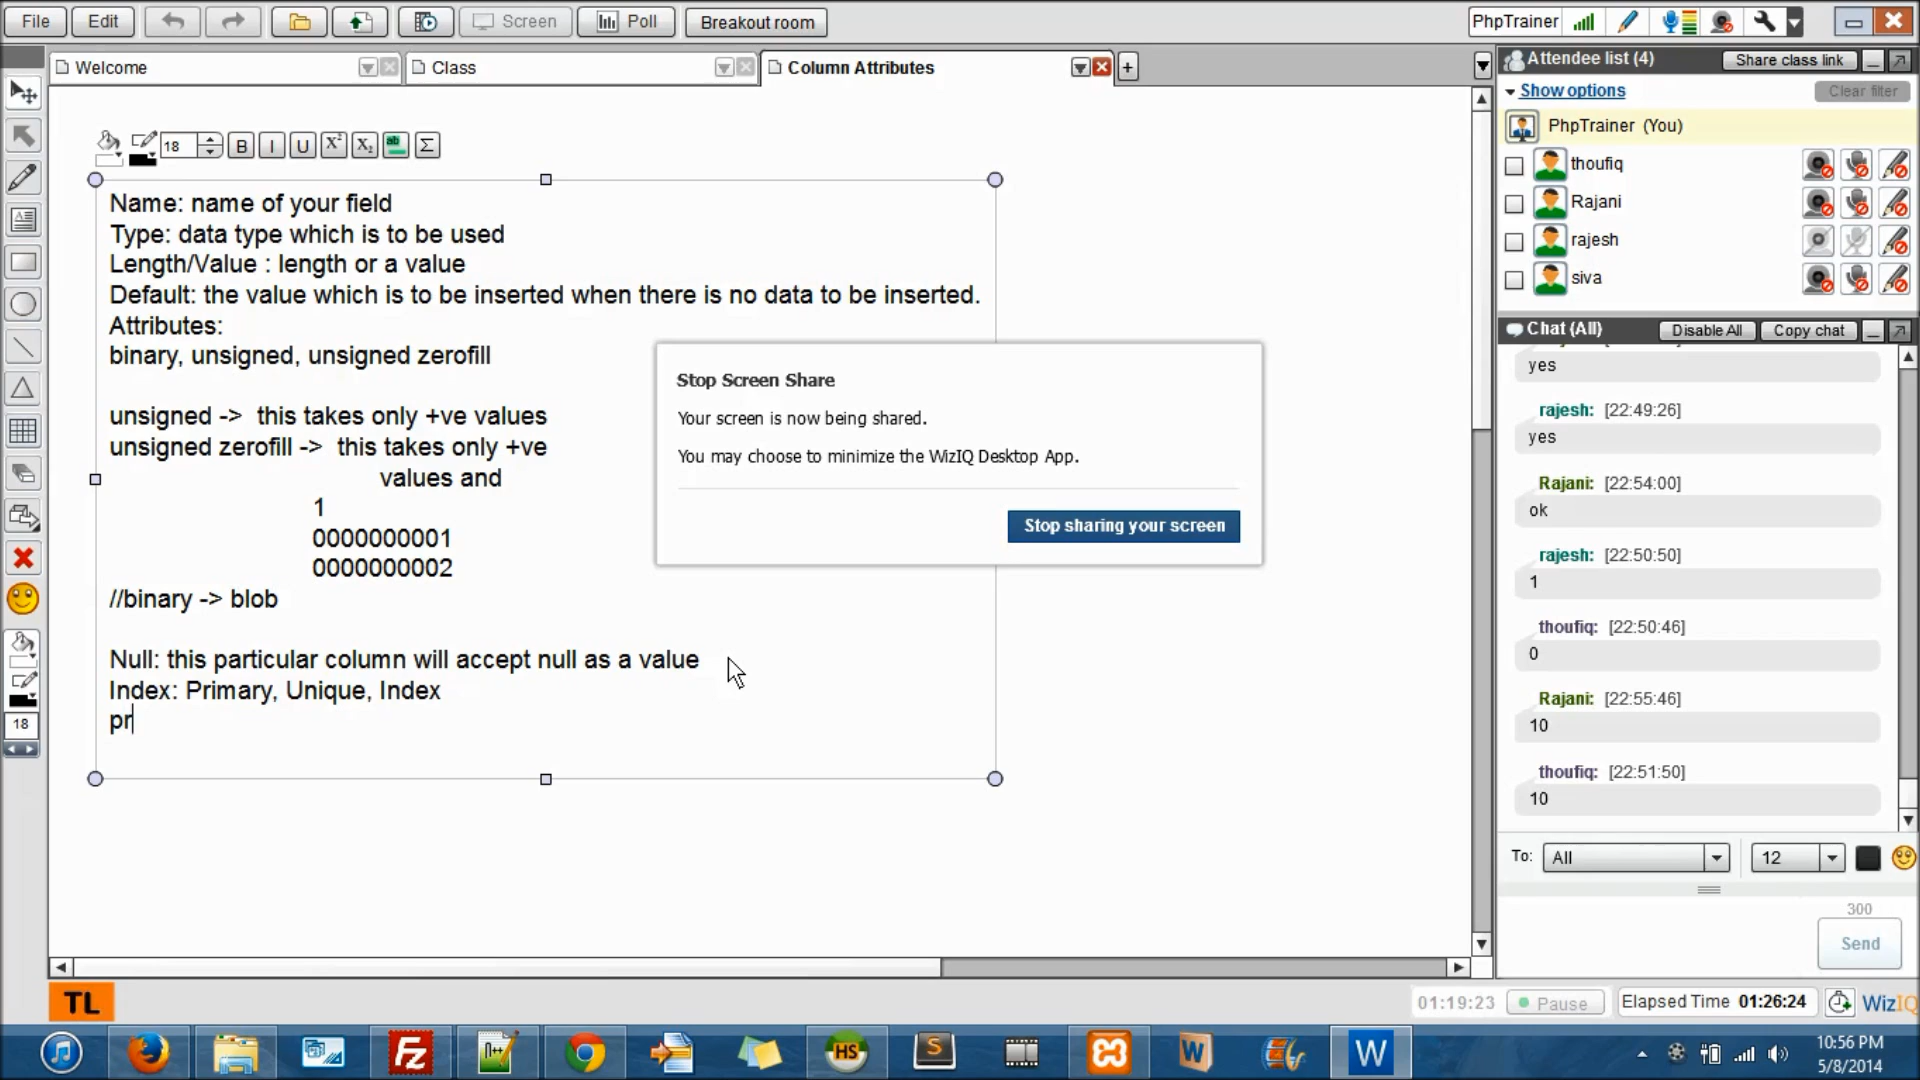 File
Edit
Screen
Poll
Breakout room
PhpTrainer
Welcome
Class
Column Attributes
18
B
I
U
X²
X₂
ab
Σ
Name: name of your field
Type: data type which is to be used
Length/Value : length or a value
Default: the value which is to be inserted when there is no data to be inserted.
Attributes:
binary, unsigned, unsigned zerofill
unsigned -> this takes only +ve values
unsigned zerofill -> this takes only +ve
values and
1
0000000001
0000000002
//binary -> blob
Null: this particular column will accept null as a value
Index: Primary, Unique, Index
pr
Stop Screen Share
Your screen is now being shared.
You may choose to minimize the WizIQ Desktop App.
Stop sharing your screen
18
Attendee list (4)
Share class link
Show options
Clear filter
PhpTrainer (You)
thoufiq
Rajani
rajesh
siva
Chat (All)
Disable All
Copy chat
yes
rajesh: [22:49:26]
yes
Rajani: [22:54:00]
ok
rajesh: [22:50:50]
1
thoufiq: [22:50:46]
0
Rajani: [22:55:46]
10
thoufiq: [22:51:50]
10
To: All
12
300
Send
TL
01:19:23
Pause
Elapsed Time 01:26:24
WizIQ
n++
FZ
HS
S
W
W
10:56 PM
5/8/2014